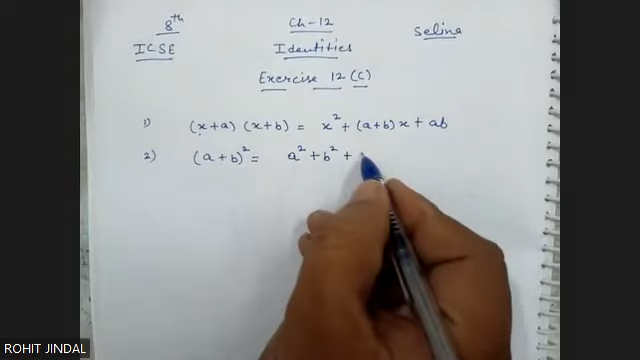 8th Ch-12 Selina
ICSE Identities
Exercise 12 (C)
1) (x+a) (x+b) = x² + (a+b) x + ab
2) (a+b)² = a² + b² +
ROHIT JINDAL